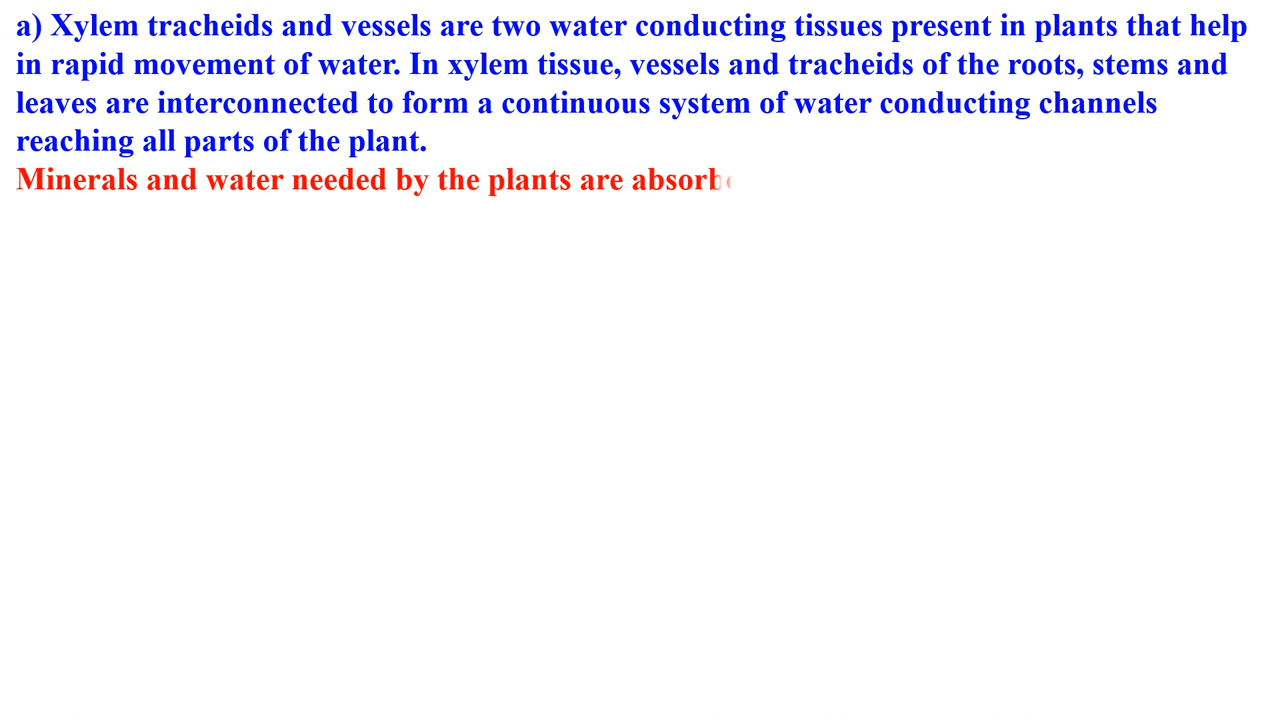 a) Xylem tracheids and vessels are two water conducting tissues present in plants that help
in rapid movement of water. In xylem tissue, vessels and tracheids of the roots, stems and
leaves are interconnected to form a continuous system of water conducting channels
reaching all parts of the plant.
Minerals and water needed by the plants are